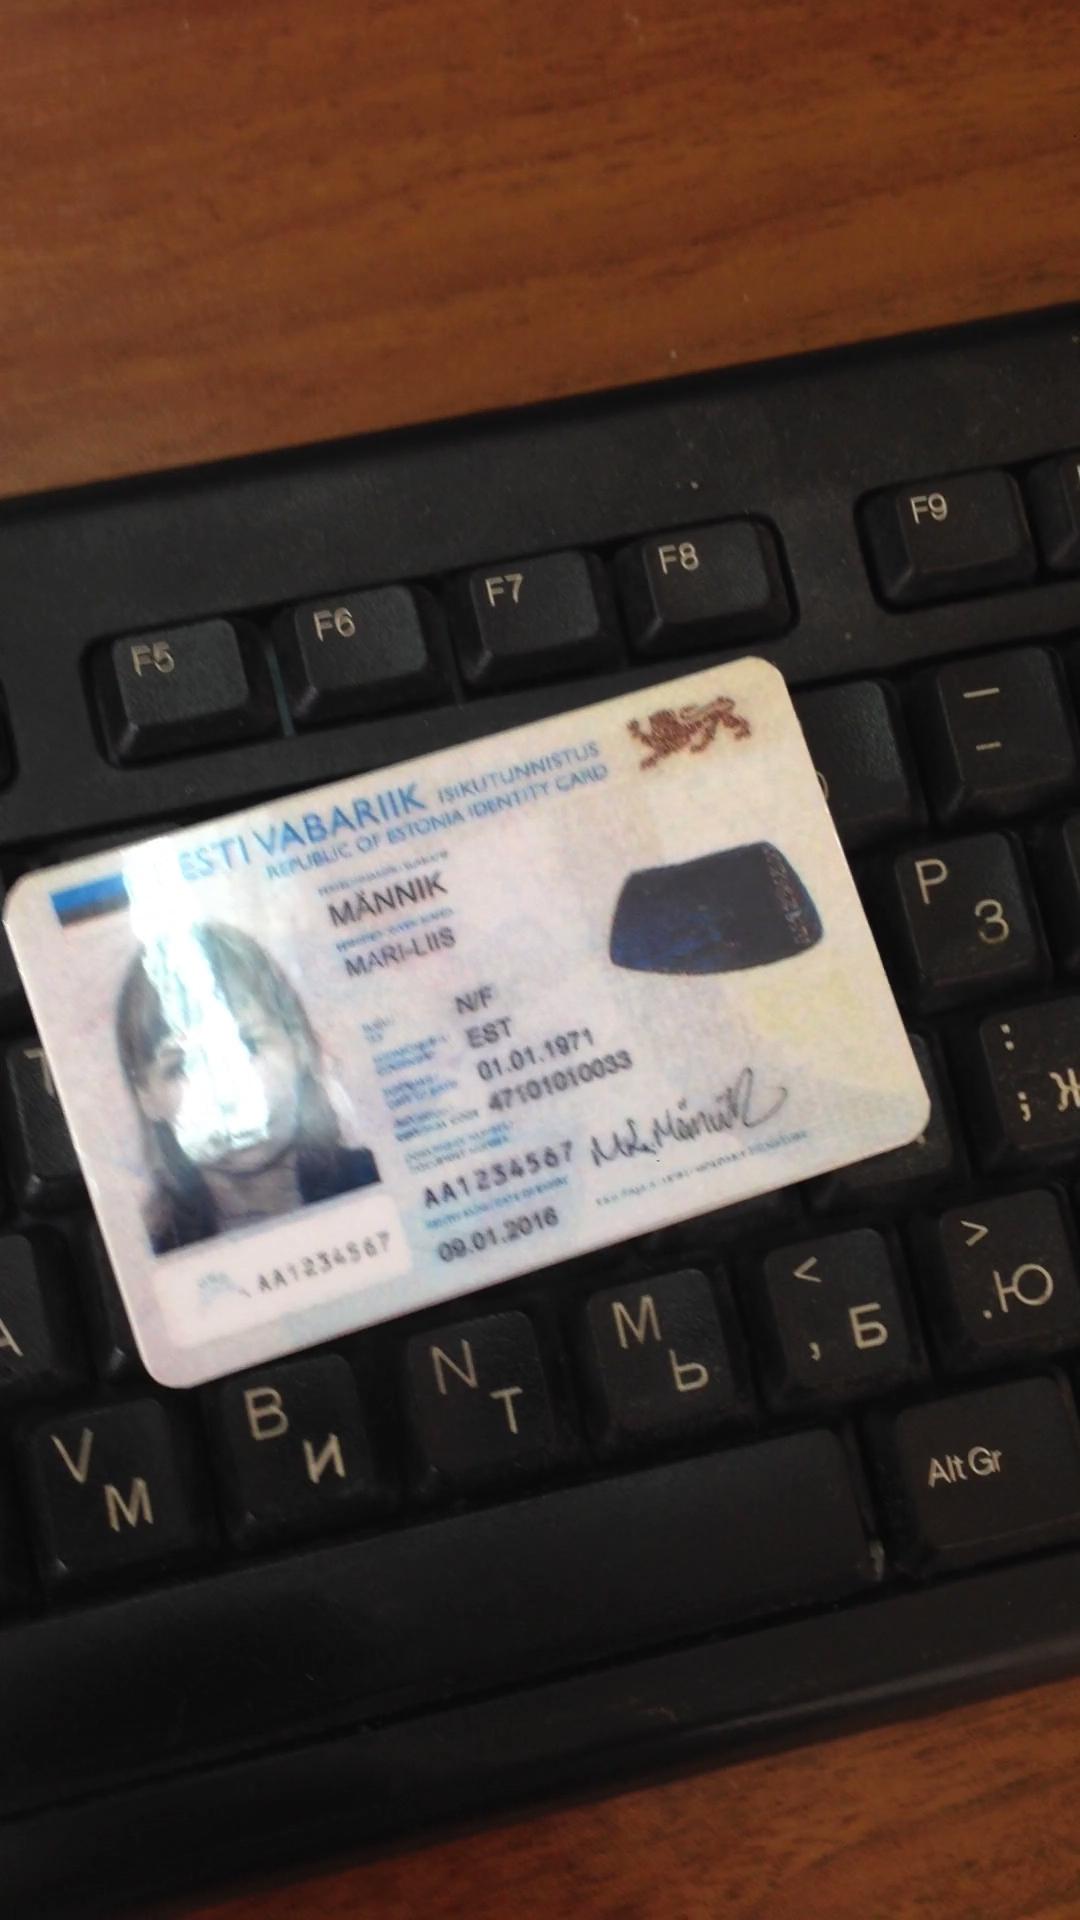 F5
F6
F7
F8
F9
ESTI VABARIIK ISIKUTUNNISTUS
REPUBLIC OF ESTONIA IDENTITY CARD
MÄNNIK
MARI-LIIS
N/F
EST
01.01.1971
47101010033
AA1234567
09.01.2016
AA1234567
—
-
P
З
:
; Ж
V
M
B
И
N
T
M
Ь
<
, Б
>
. Ю
Alt Gr